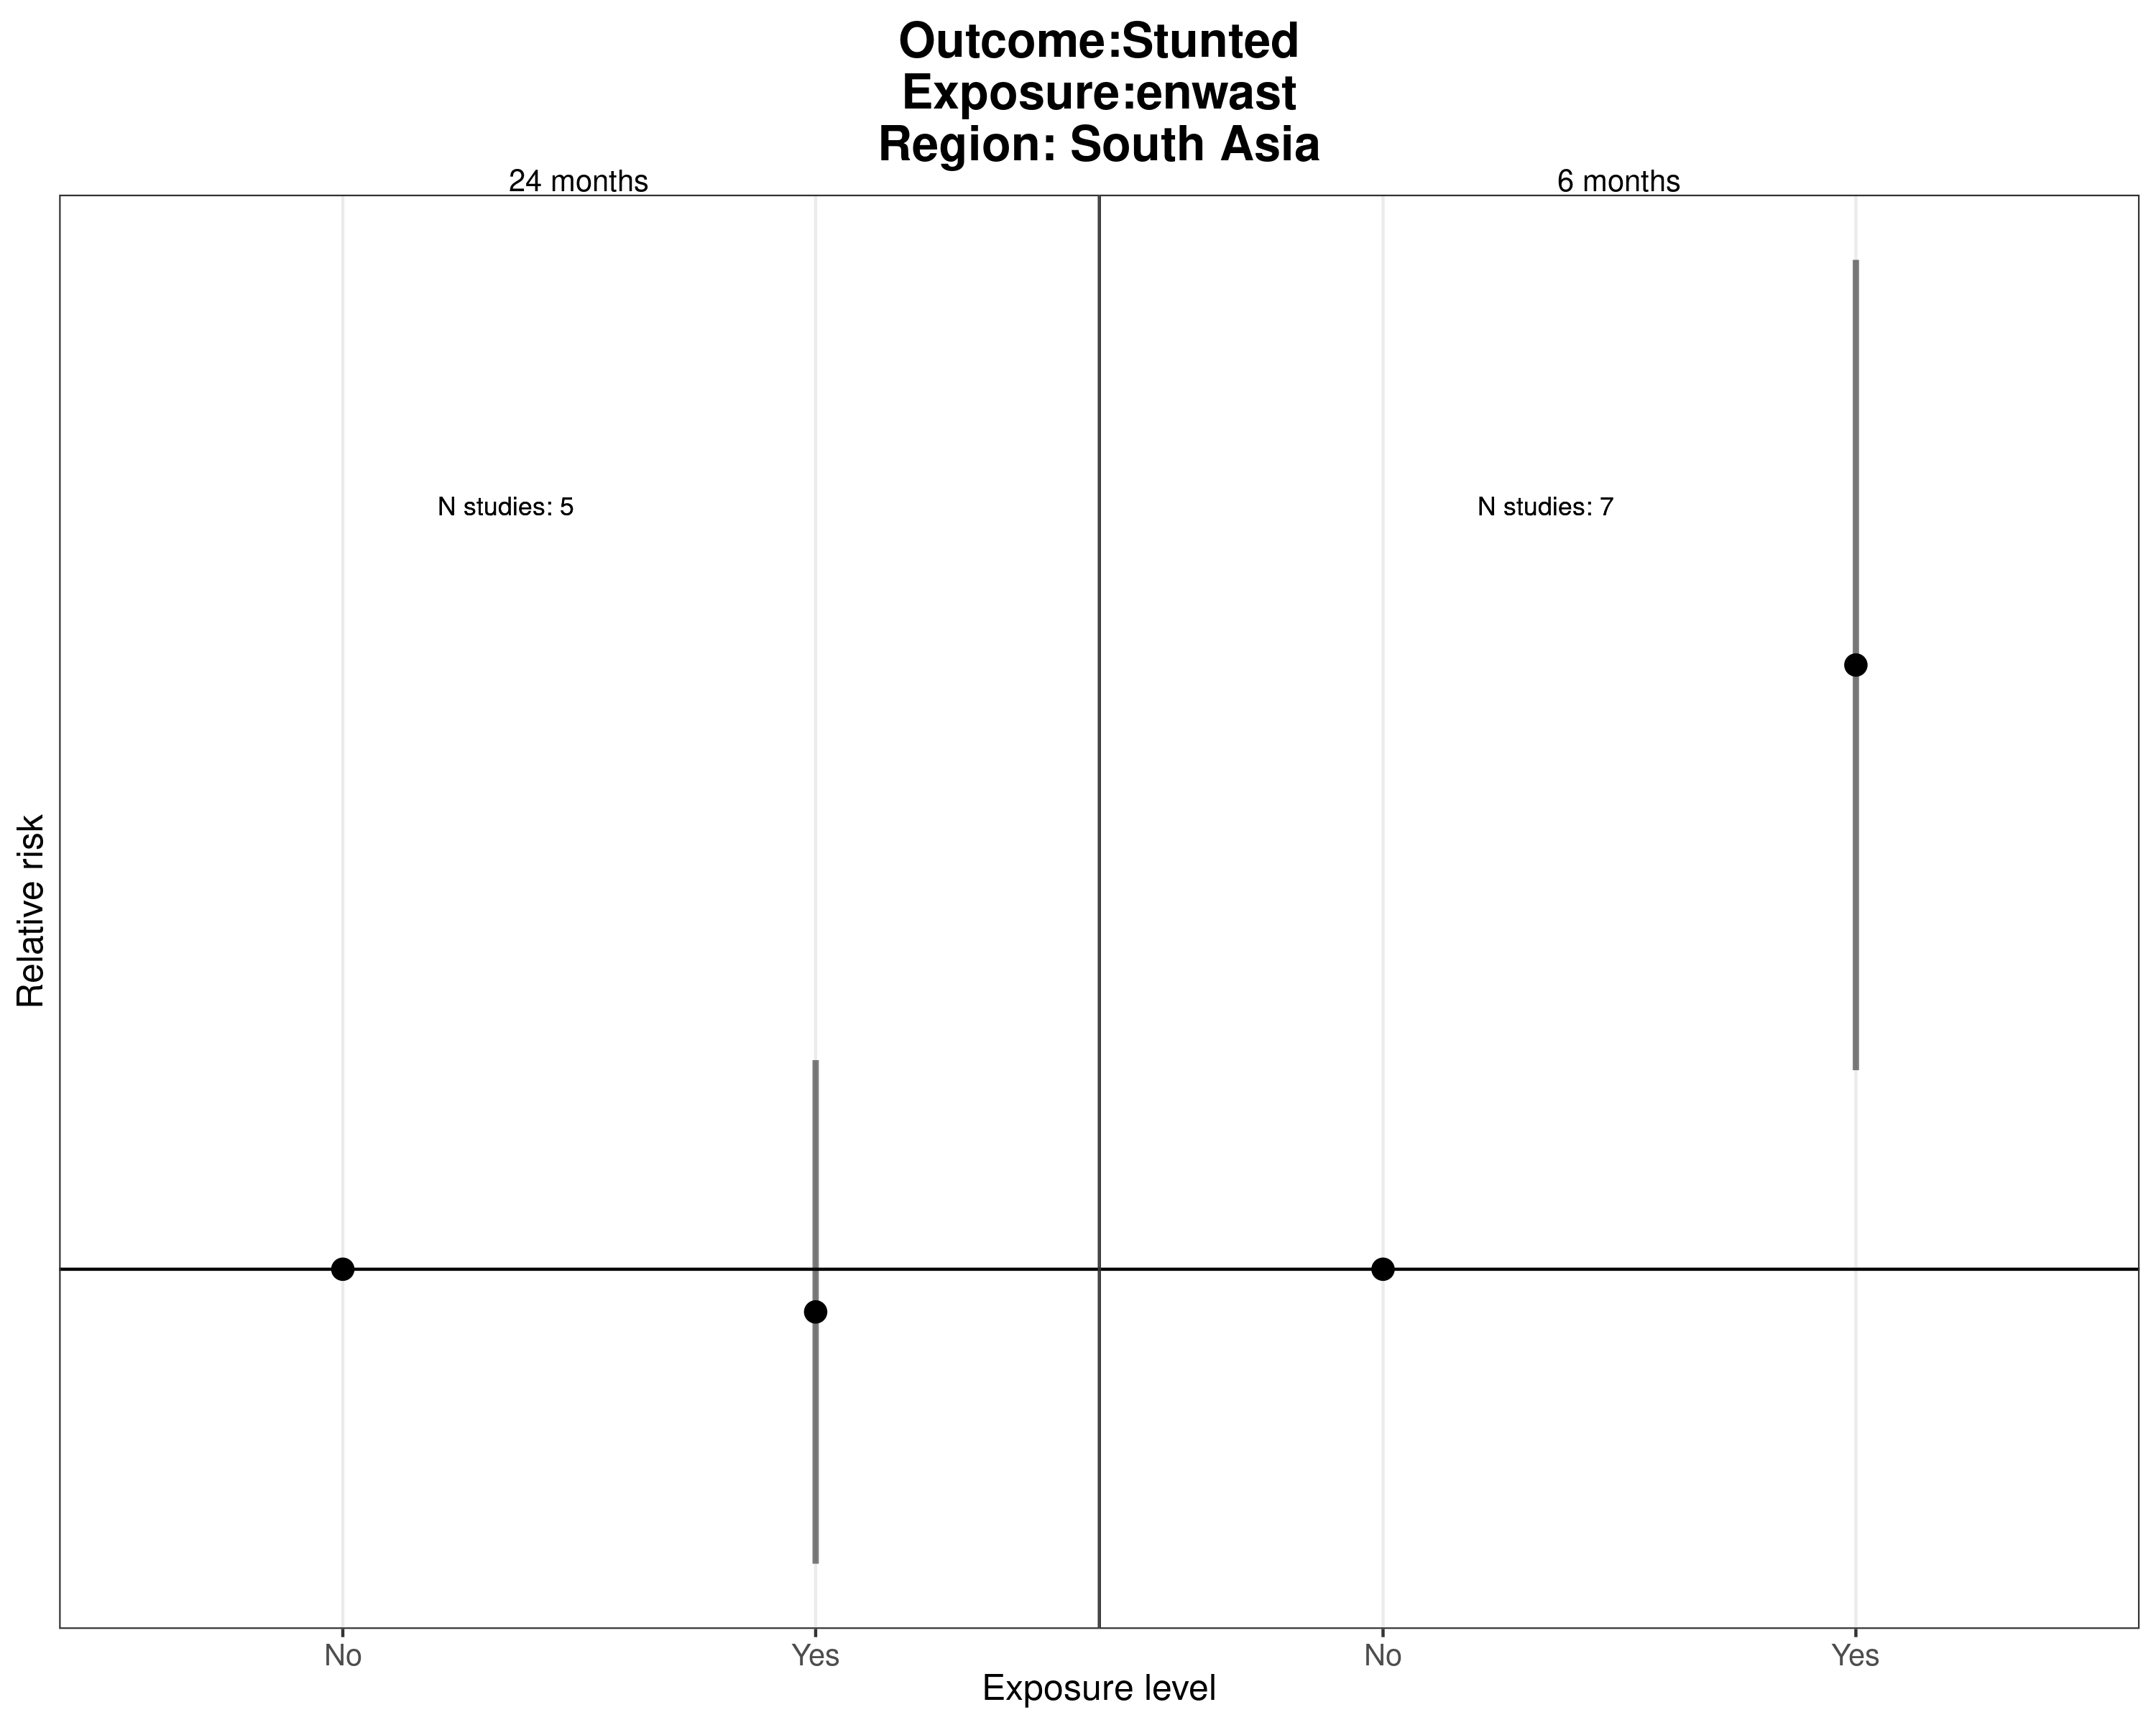 Outcome:Stunted
Exposure:enwast
Region: South Asia
24 months
6 months
N studies: 5
N studies: 7
Relative risk
No
Yes
No
Yes
Exposure level